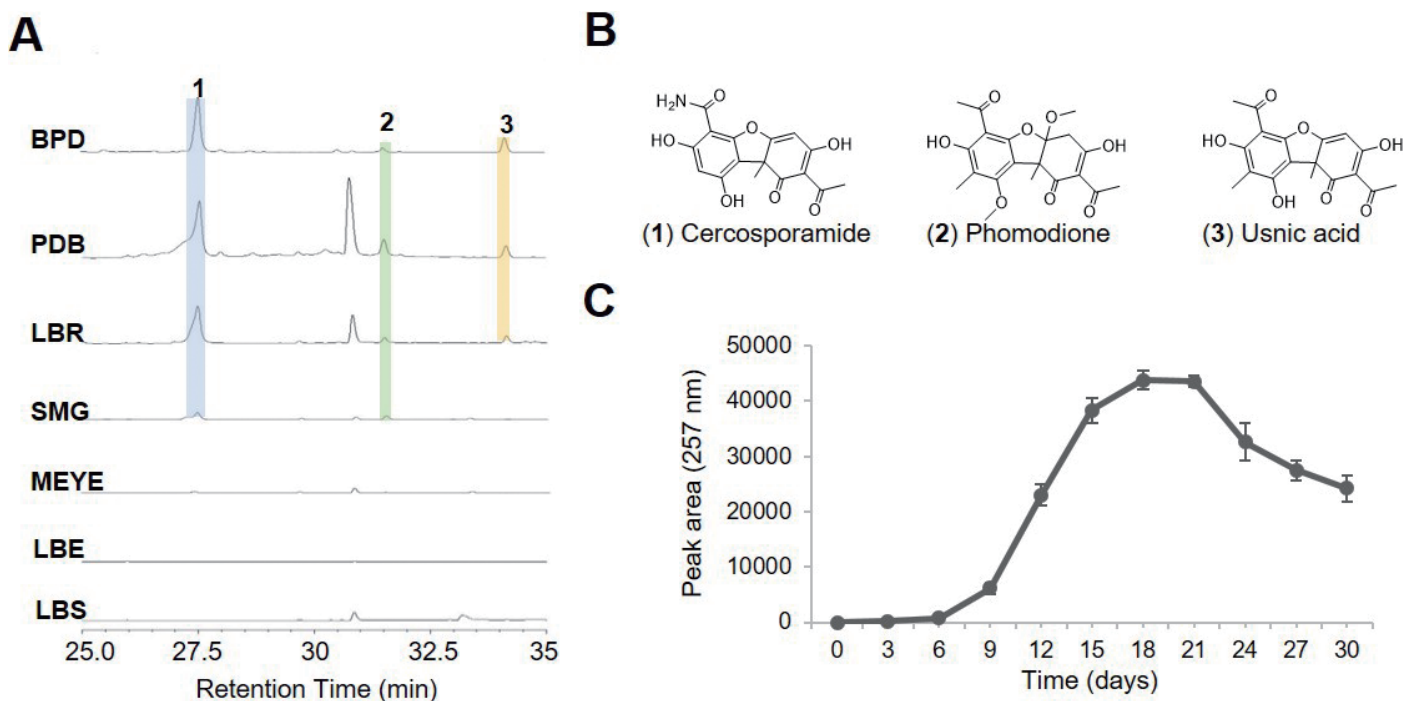 A
1
2
3
BPD
PDB
LBR
SMG
MEYE
LBE
LBS
25.0 27.5 30 32.5 35
Retention Time (min)
B
H₂N O O HO OH OH O O
O O O HO OH O O O
O O HO OH OH O O
(1) Cercosporamide (2) Phomodione (3) Usnic acid
C
50000
40000
30000
20000
10000
0
Peak area (257 nm)
0 3 6 9 12 15 18 21 24 27 30
Time (days)